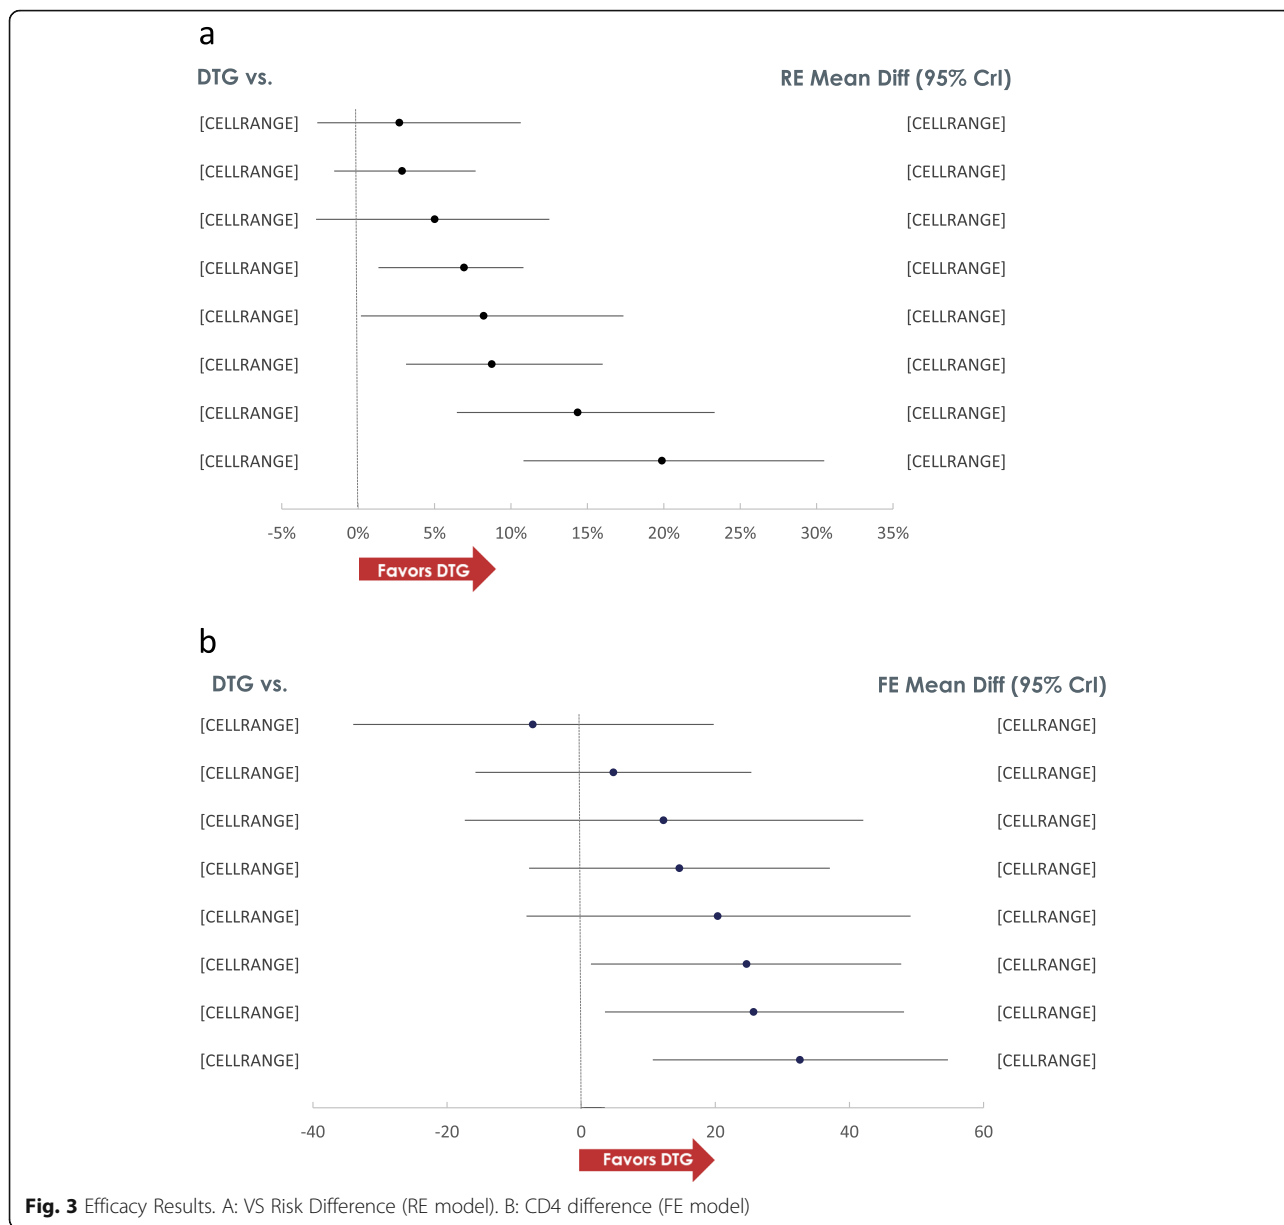 a
DTG vs. RE Mean Diff (95% CrI)
[CELLRANGE] [CELLRANGE]
[CELLRANGE] [CELLRANGE]
[CELLRANGE] [CELLRANGE]
[CELLRANGE] [CELLRANGE]
[CELLRANGE] [CELLRANGE]
[CELLRANGE] [CELLRANGE]
[CELLRANGE] [CELLRANGE]
[CELLRANGE] [CELLRANGE]
-5% 0% 5% 10% 15% 20% 25% 30% 35%
Favors DTG
b
DTG vs. FE Mean Diff (95% CrI)
[CELLRANGE] [CELLRANGE]
[CELLRANGE] [CELLRANGE]
[CELLRANGE] [CELLRANGE]
[CELLRANGE] [CELLRANGE]
[CELLRANGE] [CELLRANGE]
[CELLRANGE] [CELLRANGE]
[CELLRANGE] [CELLRANGE]
[CELLRANGE] [CELLRANGE]
-40 -20 0 20 40 60
Favors DTG
Fig. 3 Efficacy Results. A: VS Risk Difference (RE model). B: CD4 difference (FE model)